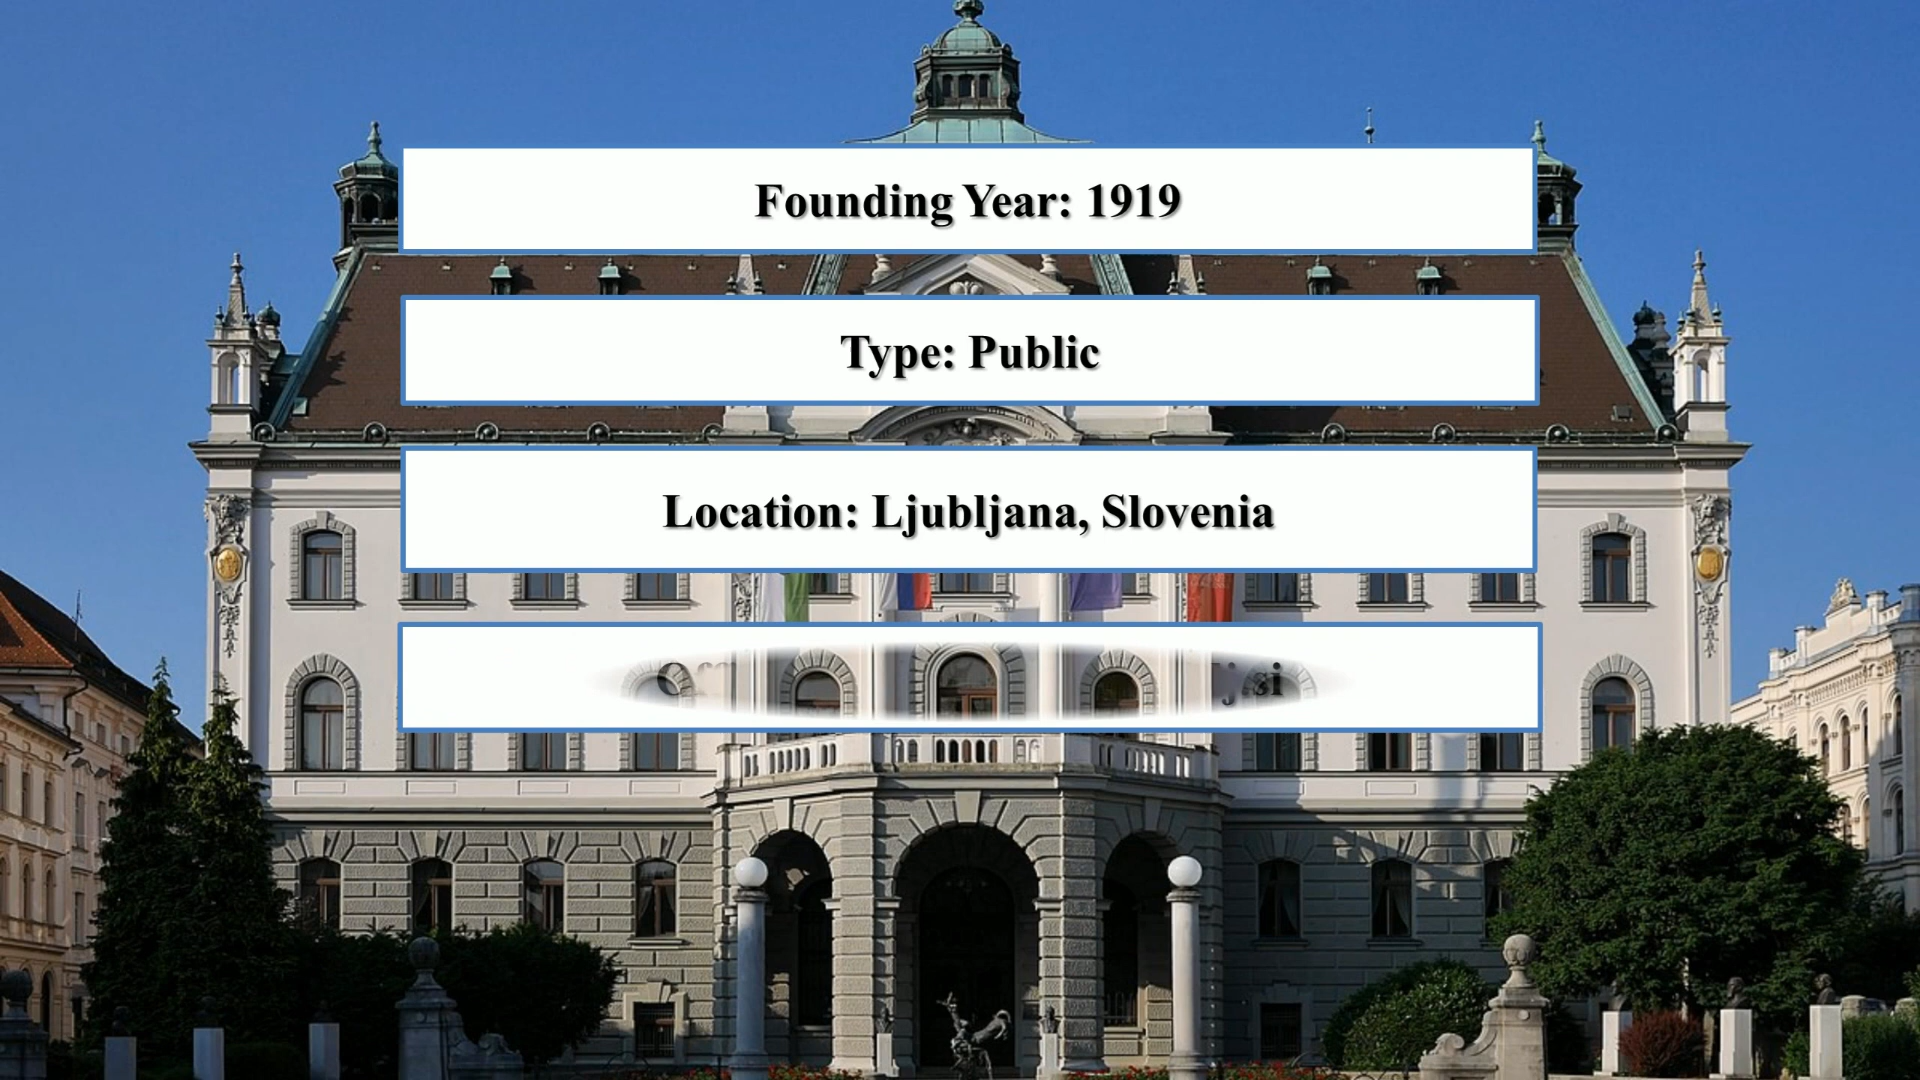 Founding Year: 1919
Type: Public
Location: Ljubljana, Slovenia